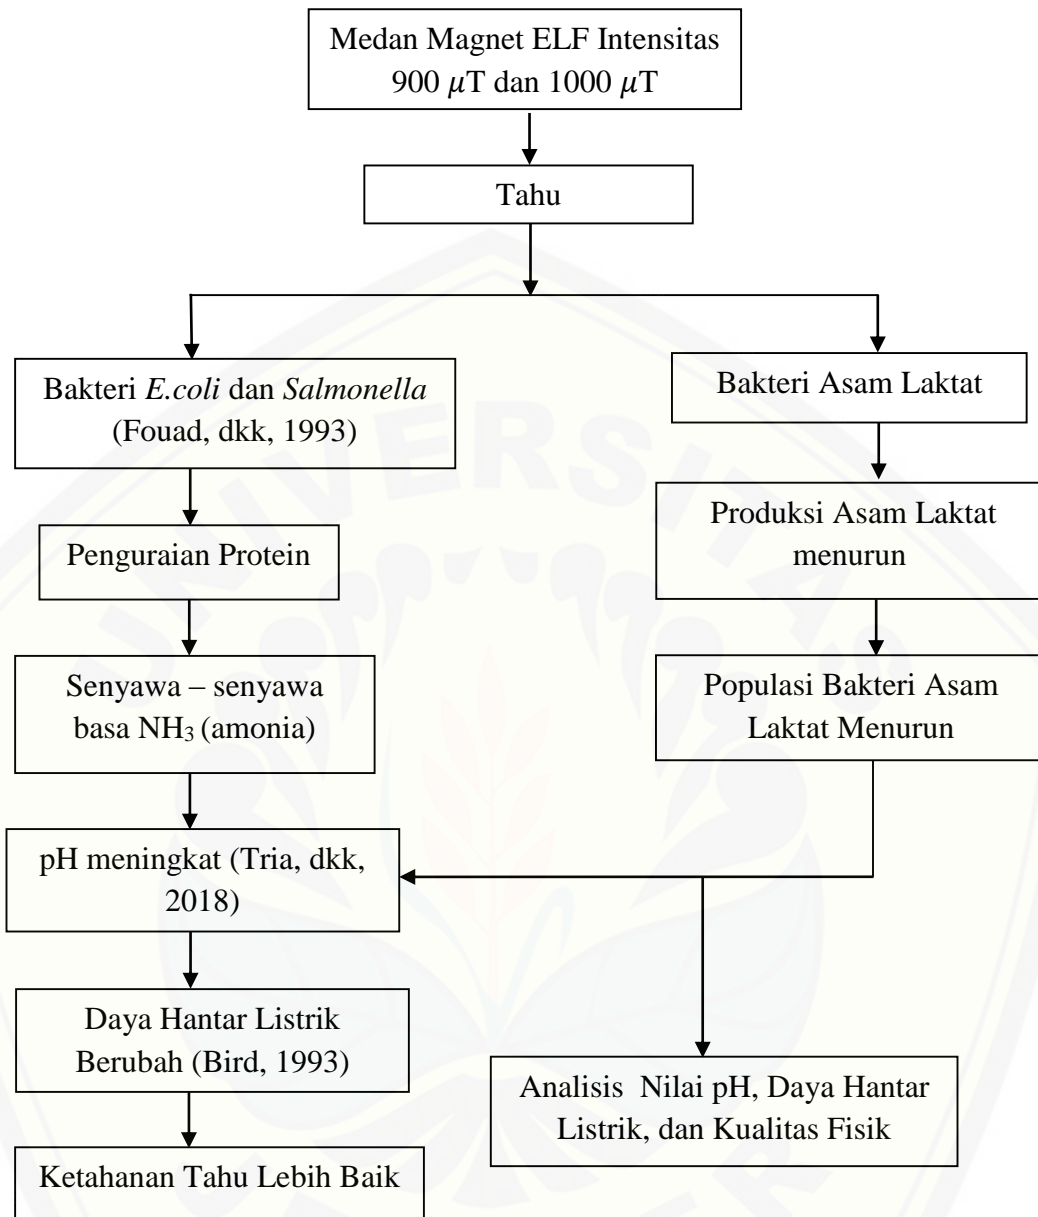 Medan Magnet ELF Intensitas
900 𝜇T dan 1000 𝜇T
Tahu
Bakteri E.coli dan Salmonella
(Fouad, dkk, 1993)
Penguraian Protein
Senyawa – senyawa
basa NH₃ (amonia)
pH meningkat (Tria, dkk,
2018)
Daya Hantar Listrik
Berubah (Bird, 1993)
Ketahanan Tahu Lebih Baik
Bakteri Asam Laktat
Produksi Asam Laktat
menurun
Populasi Bakteri Asam
Laktat Menurun
Analisis Nilai pH, Daya Hantar
Listrik, dan Kualitas Fisik
UNIVERSITAS